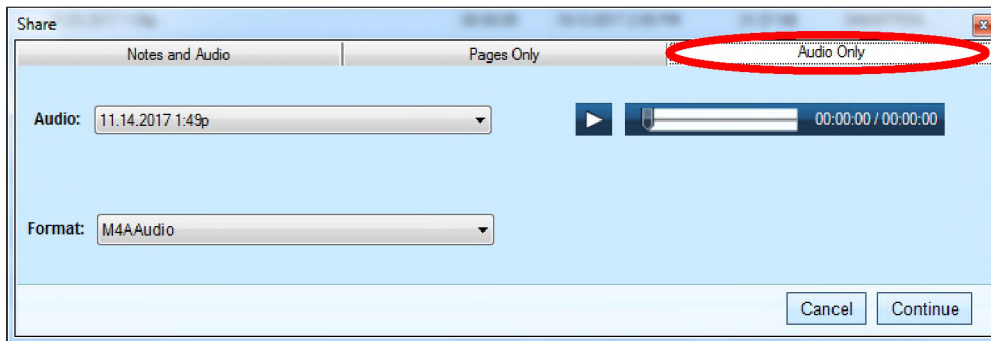 Share
Notes and Audio Pages Only Audio Only
Audio: 11.14.2017 1:49p 00:00:00 / 00:00:00
Format: M4AAudio
Cancel Continue